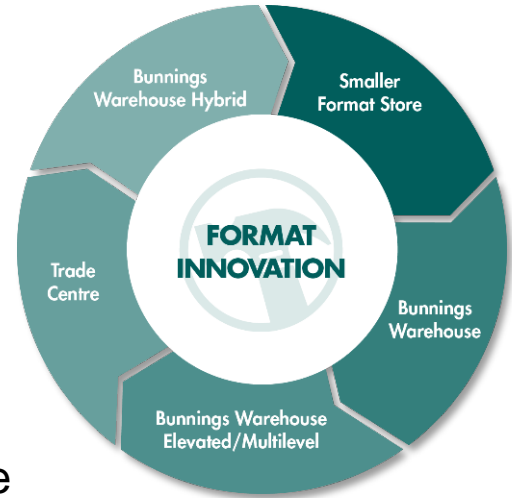 Bunnings
Warehouse Hybrid
Smaller
Format Store
FORMAT
INNOVATION
Trade
Centre
Bunnings
Warehouse
Bunnings Warehouse
Elevated/Multilevel
e